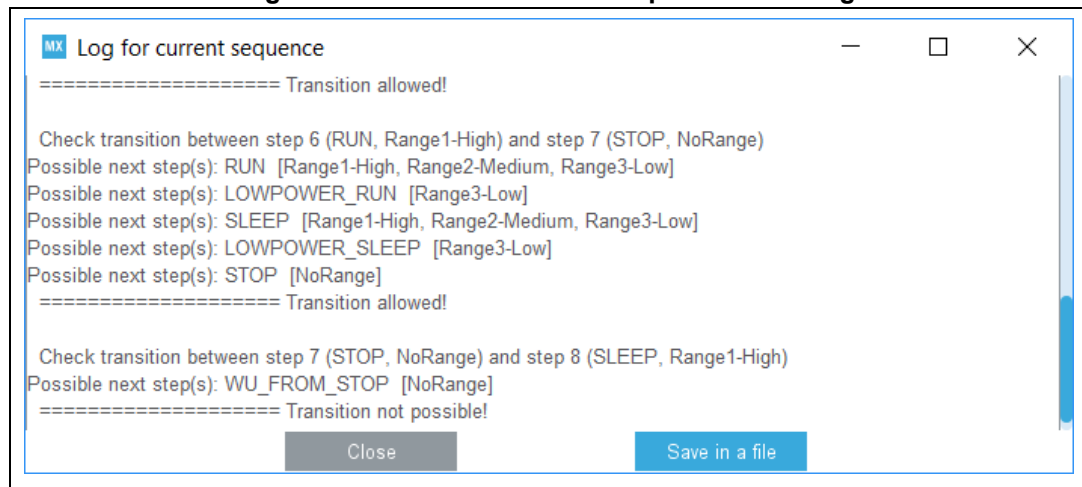 MX Log for current sequence
==================== Transition allowed!
Check transition between step 6 (RUN, Range1-High) and step 7 (STOP, NoRange)
Possible next step(s): RUN [Range1-High, Range2-Medium, Range3-Low]
Possible next step(s): LOWPOWER_RUN [Range3-Low]
Possible next step(s): SLEEP [Range1-High, Range2-Medium, Range3-Low]
Possible next step(s): LOWPOWER_SLEEP [Range3-Low]
Possible next step(s): STOP [NoRange]
==================== Transition allowed!
Check transition between step 7 (STOP, NoRange) and step 8 (SLEEP, Range1-High)
Possible next step(s): WU_FROM_STOP [NoRange]
==================== Transition not possible!
Close Save in a file